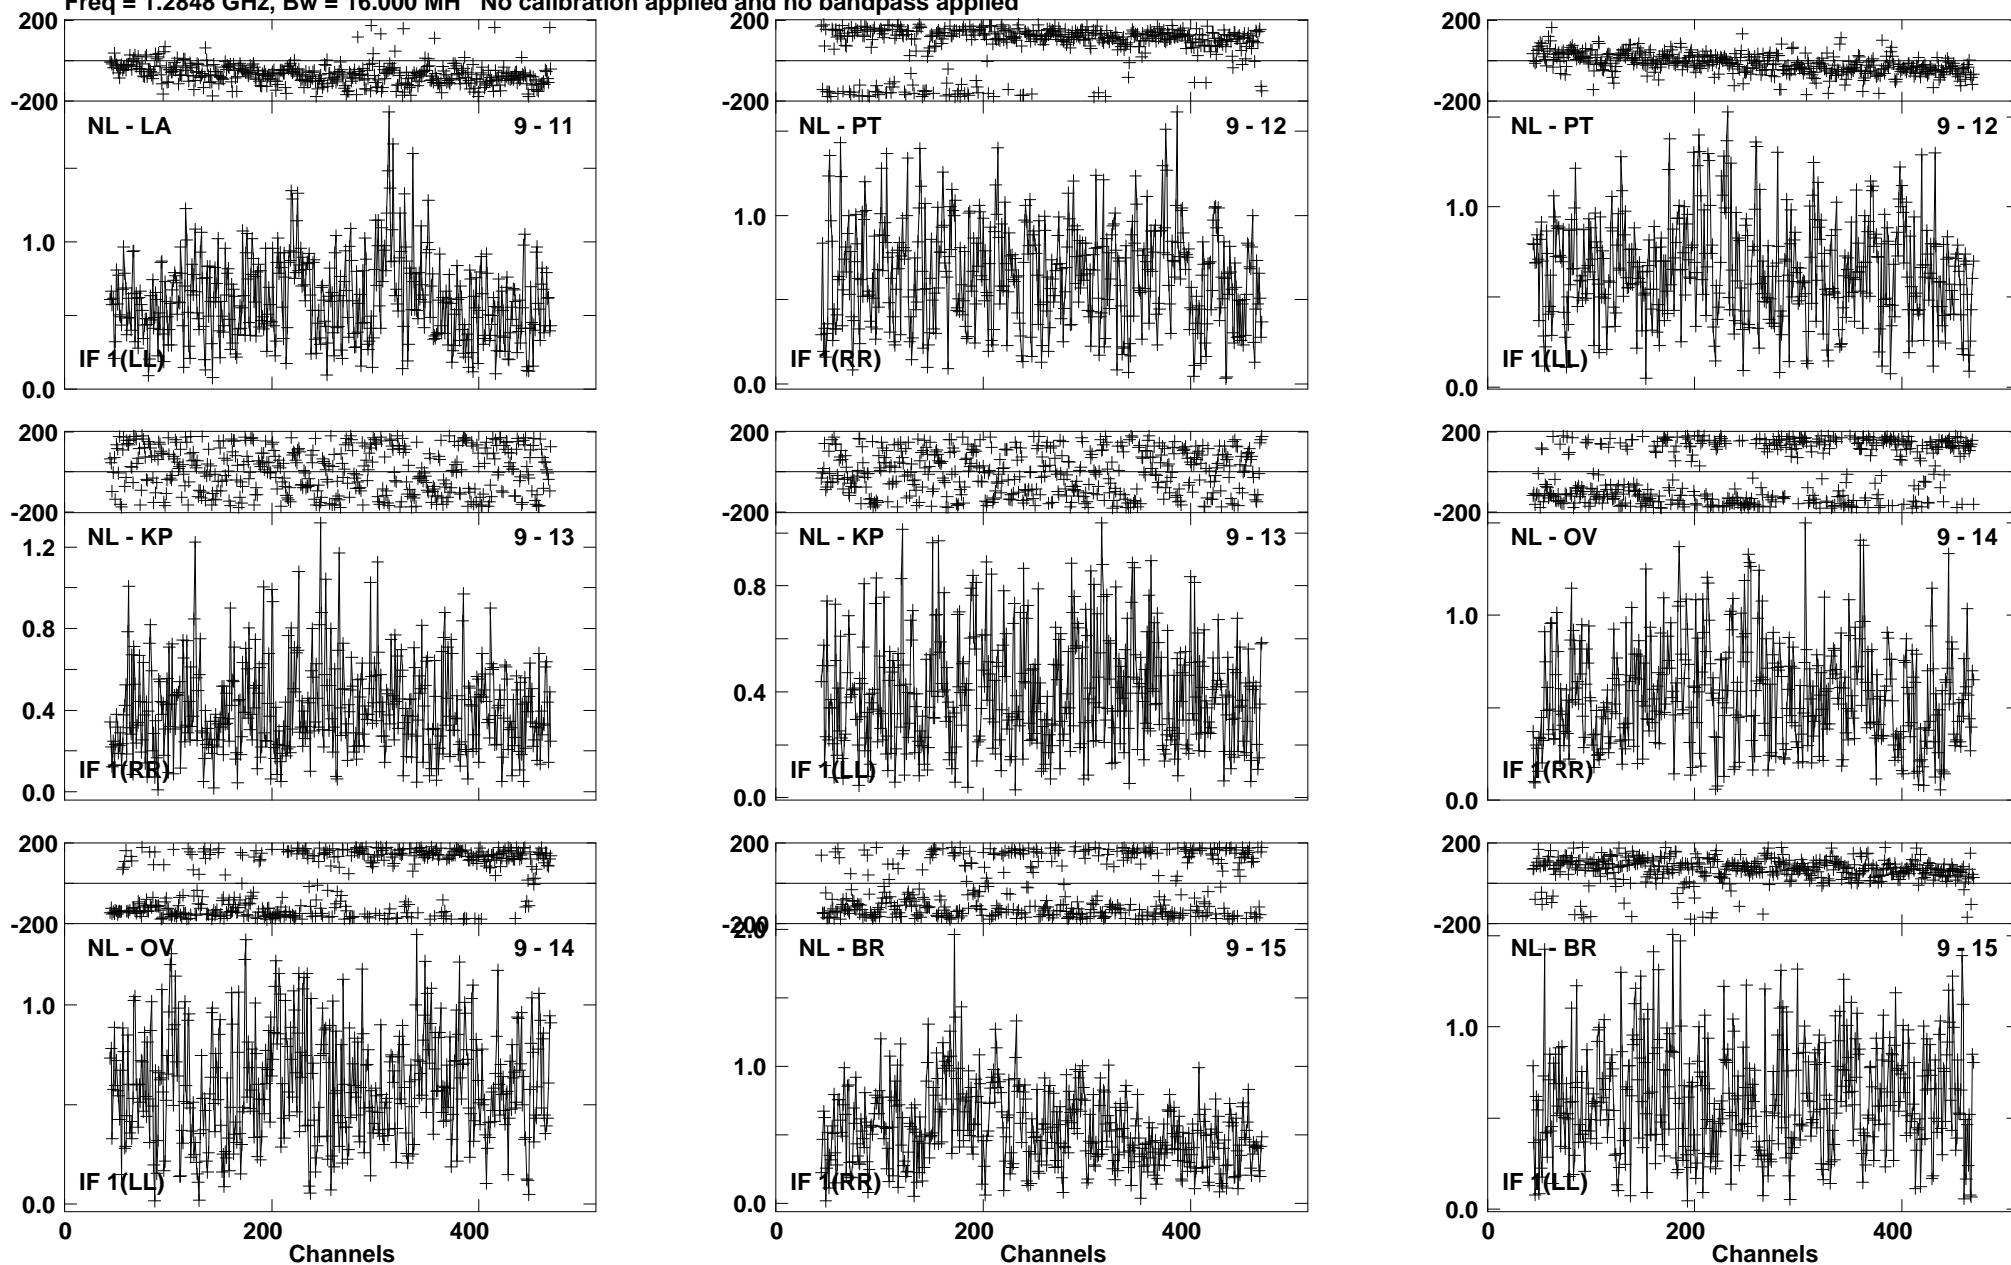 Freq = 1.2848 GHz, Bw = 16.000 MH No calibration applied and no bandpass applied
200 200 200
-200 -200 -200
NL - LA 9 - 11 NL - PT 9 - 12 NL - PT 9 - 12
1.0 1.0 1.0
IF 1(LL) IF 1(RR) IF 1(LL)
0.0 0.0 0.0
200 200 200
-200 -200 -200
NL - KP 9 - 13 NL - KP 9 - 13 NL - OV 9 - 14
1.2
0.8 0.8 1.0
0.4 0.4
IF 1(RR) IF 1(LL) IF 1(RR)
0.0 0.0 0.0
200 200 200
-200 -200 -200
2.0
NL - OV 9 - 14 NL - BR 9 - 15 NL - BR 9 - 15
1.0 1.0 1.0
IF 1(LL) IF 1(RR) IF 1(LL)
0.0 0.0 0.0
0 200 400 0 200 400 0 200 400
Channels Channels Channels